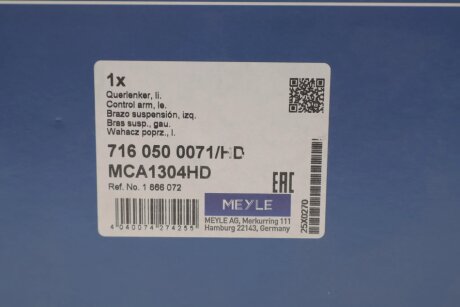 1x
Querlenker, li.
Control arm, le.
Brazo suspensión, izq.
Bras susp., gau.
Wahacz poprz., l.
716 050 0071/HD
MCA1304HD
Ref. No. 1 866 072
EAC
MEYLE
MEYLE AG, Merkurring 111
Hamburg 22143, Germany
4 040074 274255
25X0270